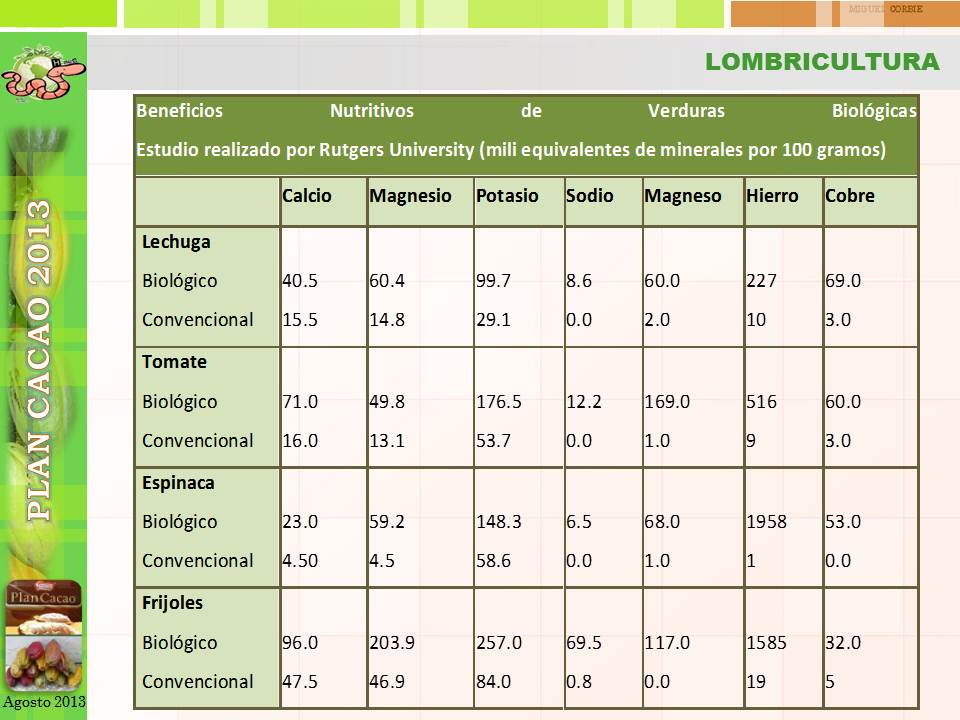 MIGUEL CORBIE
LOMBRICULTURA
Beneficios Nutritivos de Verduras Biológicas
Estudio realizado por Rutgers University (mili equivalentes de minerales por 100 gramos)
Calcio Magnesio Potasio Sodio Magneso Hierro Cobre
Lechuga
Biológico 40.5 60.4 99.7 8.6 60.0 227 69.0
Convencional 15.5 14.8 29.1 0.0 2.0 10 3.0
Tomate
Biológico 71.0 49.8 176.5 12.2 169.0 516 60.0
Convencional 16.0 13.1 53.7 0.0 1.0 9 3.0
Espinaca
Biológico 23.0 59.2 148.3 6.5 68.0 1958 53.0
Convencional 4.50 4.5 58.6 0.0 1.0 1 0.0
Frijoles
Biológico 96.0 203.9 257.0 69.5 117.0 1585 32.0
Convencional 47.5 46.9 84.0 0.8 0.0 19 5
PLAN CACAO 2013
PlanCacao
Agosto 2013